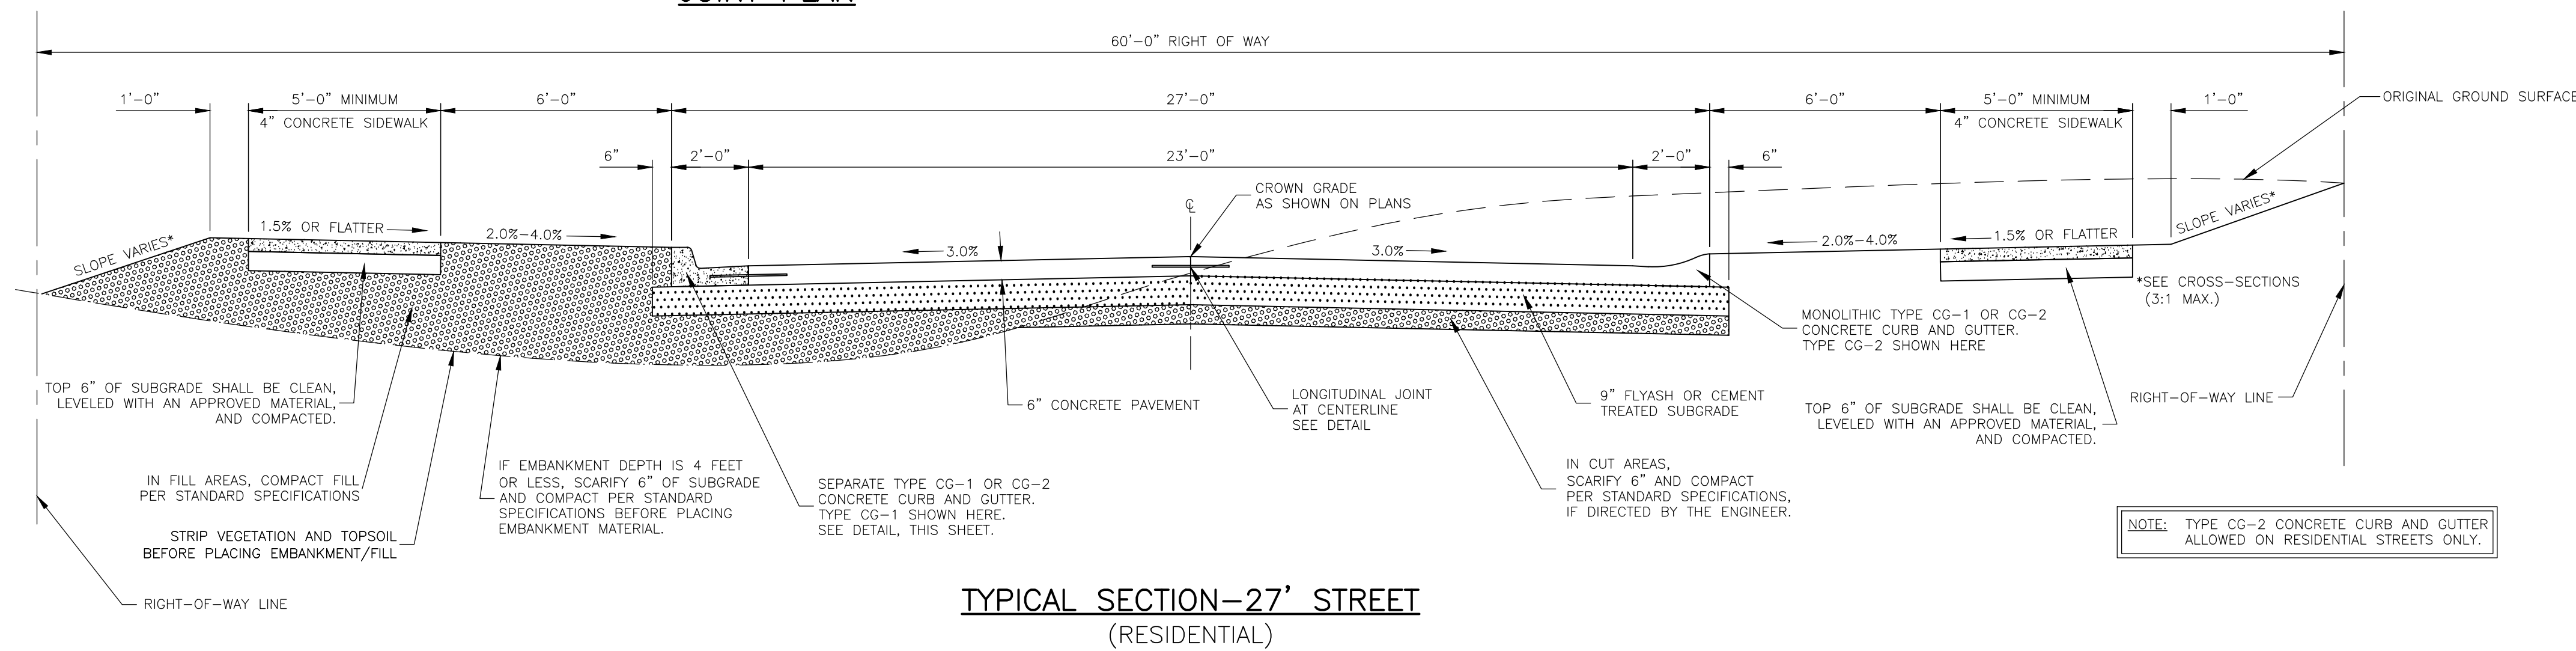 60'-0" RIGHT OF WAY
1'-0"
5'-0" MINIMUM
4" CONCRETE SIDEWALK
6'-0"
27'-0"
6'-0"
5'-0" MINIMUM
4" CONCRETE SIDEWALK
1'-0"
ORIGINAL GROUND SURFACE
6"
2'-0"
23'-0"
2'-0"
6"
CROWN GRADE
AS SHOWN ON PLANS
℄
SLOPE VARIES*
1.5% OR FLATTER
2.0%-4.0%
3.0%
3.0%
2.0%-4.0%
1.5% OR FLATTER
SLOPE VARIES*
*SEE CROSS-SECTIONS
(3:1 MAX.)
MONOLITHIC TYPE CG-1 OR CG-2
CONCRETE CURB AND GUTTER.
TYPE CG-2 SHOWN HERE
TOP 6" OF SUBGRADE SHALL BE CLEAN,
LEVELED WITH AN APPROVED MATERIAL,
AND COMPACTED.
6" CONCRETE PAVEMENT
LONGITUDINAL JOINT
AT CENTERLINE
SEE DETAIL
9" FLYASH OR CEMENT
TREATED SUBGRADE
TOP 6" OF SUBGRADE SHALL BE CLEAN,
LEVELED WITH AN APPROVED MATERIAL,
AND COMPACTED.
RIGHT-OF-WAY LINE
IN FILL AREAS, COMPACT FILL
PER STANDARD SPECIFICATIONS
IF EMBANKMENT DEPTH IS 4 FEET
OR LESS, SCARIFY 6" OF SUBGRADE
AND COMPACT PER STANDARD
SPECIFICATIONS BEFORE PLACING
EMBANKMENT MATERIAL.
SEPARATE TYPE CG-1 OR CG-2
CONCRETE CURB AND GUTTER.
TYPE CG-1 SHOWN HERE.
SEE DETAIL, THIS SHEET.
IN CUT AREAS,
SCARIFY 6" AND COMPACT
PER STANDARD SPECIFICATIONS,
IF DIRECTED BY THE ENGINEER.
STRIP VEGETATION AND TOPSOIL
BEFORE PLACING EMBANKMENT/FILL
NOTE: TYPE CG-2 CONCRETE CURB AND GUTTER
ALLOWED ON RESIDENTIAL STREETS ONLY.
RIGHT-OF-WAY LINE
TYPICAL SECTION-27' STREET
(RESIDENTIAL)